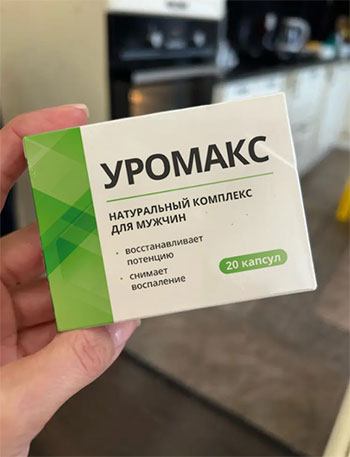 УРОМАКС
НАТУРАЛЬНЫЙ КОМПЛЕКС
ДЛЯ МУЖЧИН
• восстанавливает
потенцию
• снимает
воспаление
20 капсул